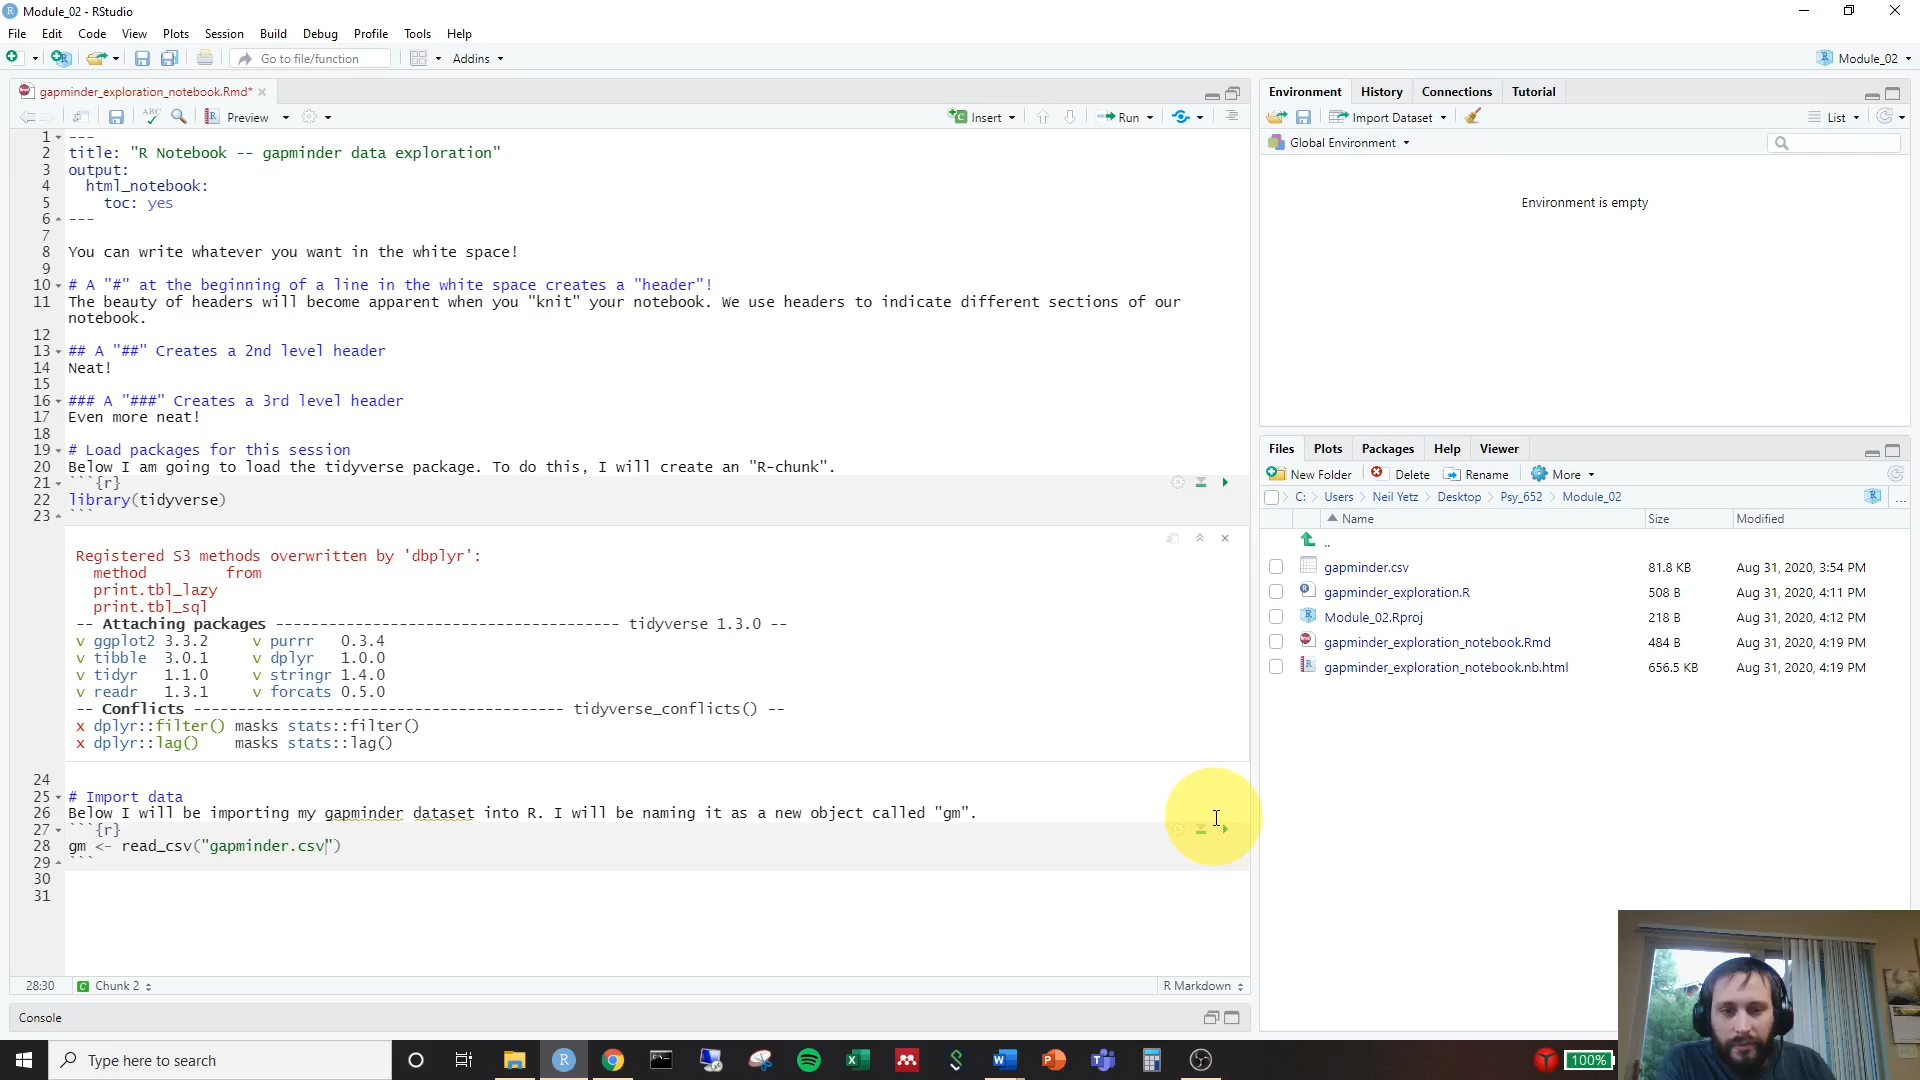 Module_02 - RStudio
File Edit Code View Plots Session Build Debug Profile Tools Help
Go to file/function Addins Module_02
gapminder_exploration_notebook.Rmd*
ABC Preview Insert Run
1 ---
2 title: "R Notebook -- gapminder data exploration"
3 output:
4 html_notebook:
5 toc: yes
6 ---
7
8 You can write whatever you want in the white space!
9
10 # A "#" at the beginning of a line in the white space creates a "header"!
11 The beauty of headers will become apparent when you "knit" your notebook. We use headers to indicate different sections of our
notebook.
12
13 ## A "##" Creates a 2nd level header
14 Neat!
15
16 ### A "###" Creates a 3rd level header
17 Even more neat!
18
19 # Load packages for this session
20 Below I am going to load the tidyverse package. To do this, I will create an "R-chunk".
21 ```{r}
22 library(tidyverse)
23 ```
Registered S3 methods overwritten by 'dbplyr':
method from
print.tbl_lazy
print.tbl_sql
-- Attaching packages --------------------------------------- tidyverse 1.3.0 --
v ggplot2 3.3.2 v purrr 0.3.4
v tibble 3.0.1 v dplyr 1.0.0
v tidyr 1.1.0 v stringr 1.4.0
v readr 1.3.1 v forcats 0.5.0
-- Conflicts ------------------------------------------ tidyverse_conflicts() --
x dplyr::filter() masks stats::filter()
x dplyr::lag() masks stats::lag()
24
25 # Import data
26 Below I will be importing my gapminder dataset into R. I will be naming it as a new object called "gm".
27 ```{r}
28 gm <- read_csv("gapminder.csv")
29 ```
30
31
28:30 Chunk 2 R Markdown
Console
Environment History Connections Tutorial
Import Dataset List
Global Environment
Environment is empty
Files Plots Packages Help Viewer
New Folder Delete Rename More
C: Users Neil Yetz Desktop Psy_652 Module_02 ...
Name Size Modified
..
gapminder.csv 81.8 KB Aug 31, 2020, 3:54 PM
gapminder_exploration.R 508 B Aug 31, 2020, 4:11 PM
Module_02.Rproj 218 B Aug 31, 2020, 4:12 PM
gapminder_exploration_notebook.Rmd 484 B Aug 31, 2020, 4:19 PM
gapminder_exploration_notebook.nb.html 656.5 KB Aug 31, 2020, 4:19 PM
Type here to search
100%